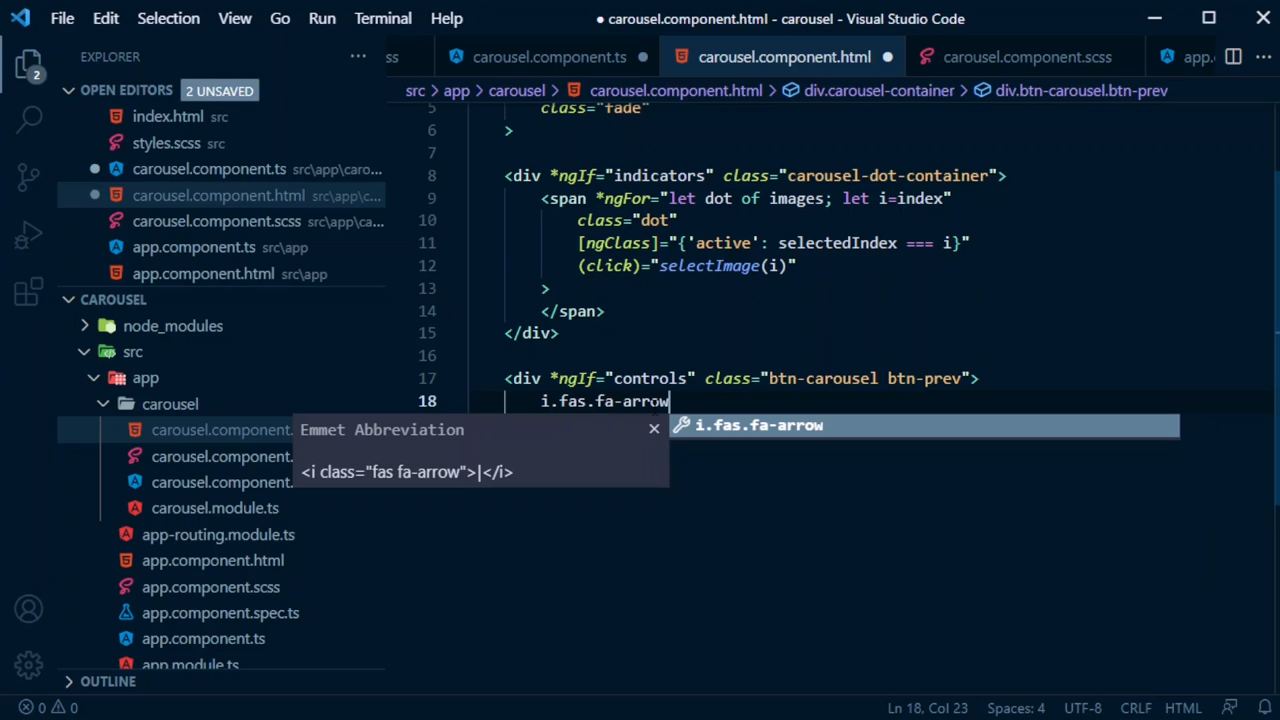 File Edit Selection View Go Run Terminal Help
● carousel.component.html - carousel - Visual Studio Code
EXPLORER
ss
carousel.component.ts
carousel.component.html
carousel.component.scss
app.
OPEN EDITORS 2 UNSAVED
src > app > carousel > carousel.component.html > div.carousel-container > div.btn-carousel.btn-prev
index.html src
styles.scss src
carousel.component.ts src\app\caro...
carousel.component.html src\app\c...
carousel.component.scss src\app\ca...
app.component.ts src\app
app.component.html src\app
CAROUSEL
node_modules
src
app
carousel
carousel.component.
carousel.component.
carousel.component.
carousel.module.ts
app-routing.module.ts
app.component.html
app.component.scss
app.component.spec.ts
app.component.ts
app.module.ts
OUTLINE
5 class="fade"
6 >
7
8 <div *ngIf="indicators" class="carousel-dot-container">
9 <span *ngFor="let dot of images; let i=index"
10 class="dot"
11 [ngClass]="{'active': selectedIndex === i}"
12 (click)="selectImage(i)"
13 >
14 </span>
15 </div>
16
17 <div *ngIf="controls" class="btn-carousel btn-prev">
18 i.fas.fa-arrow
Emmet Abbreviation
i.fas.fa-arrow
<i class="fas fa-arrow">|</i>
2
0 0
Ln 18, Col 23 Spaces: 4 UTF-8 CRLF HTML